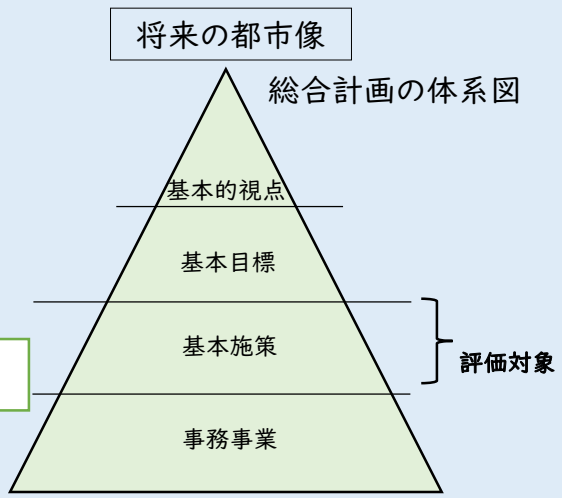 将来の都市像
総合計画の体系図
基本的視点
基本目標
基本施策
評価対象
事務事業